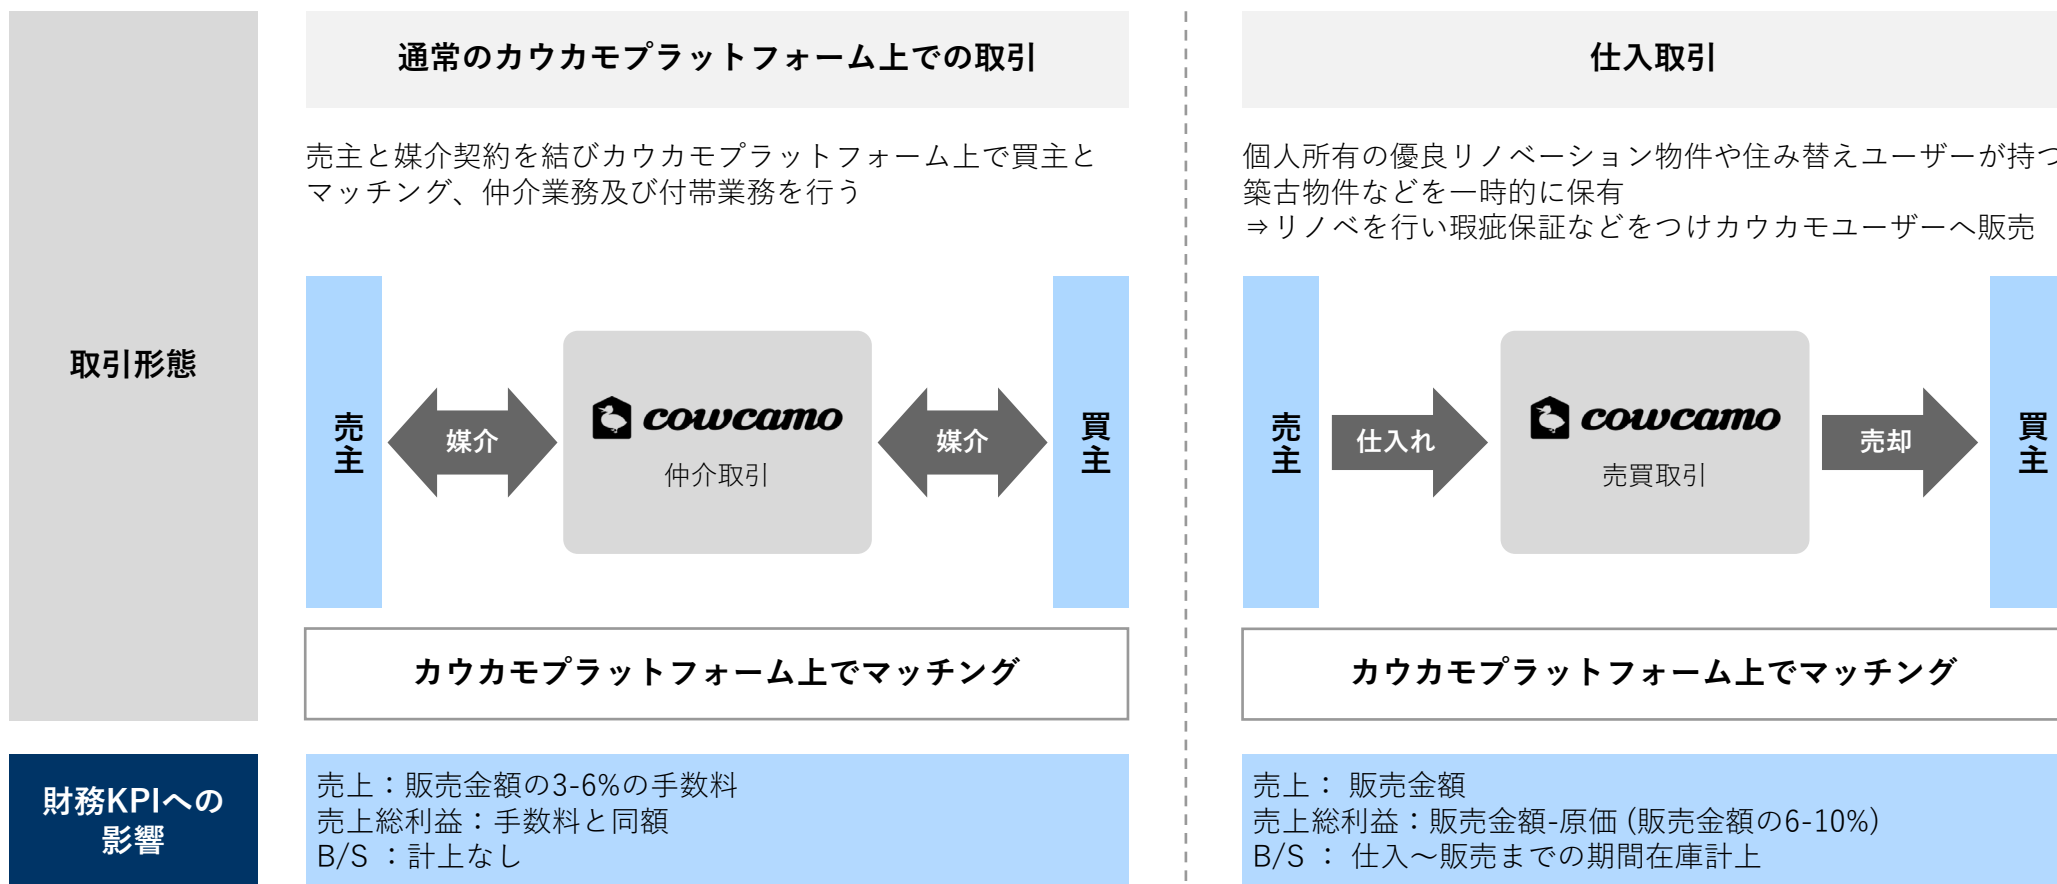 取引形態
通常のカウカモプラットフォーム上での取引
売主と媒介契約を結びカウカモプラットフォーム上で買主と
マッチング、仲介業務及び付帯業務を行う
売主
媒介
cowcamo
仲介取引
媒介
買主
カウカモプラットフォーム上でマッチング
仕入取引
個人所有の優良リノベーション物件や住み替えユーザーが持つ
築古物件などを一時的に保有
⇒リノベを行い瑕疵保証などをつけカウカモユーザーへ販売
売主
仕入れ
cowcamo
売買取引
売却
買主
カウカモプラットフォーム上でマッチング
財務KPIへの
影響
売上：販売金額の3-6%の手数料
売上総利益：手数料と同額
B/S ：計上なし
売上： 販売金額
売上総利益：販売金額-原価 (販売金額の6-10%)
B/S ： 仕入～販売までの期間在庫計上